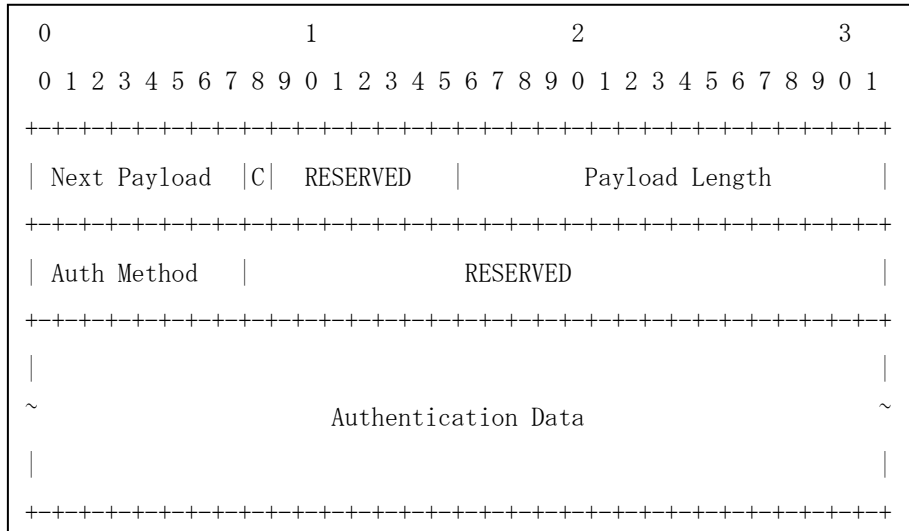 0                   1                   2                   3
0 1 2 3 4 5 6 7 8 9 0 1 2 3 4 5 6 7 8 9 0 1 2 3 4 5 6 7 8 9 0 1
+-+-+-+-+-+-+-+-+-+-+-+-+-+-+-+-+-+-+-+-+-+-+-+-+-+-+-+-+-+-+-+-+
| Next Payload  |C|  RESERVED   |         Payload Length        |
+-+-+-+-+-+-+-+-+-+-+-+-+-+-+-+-+-+-+-+-+-+-+-+-+-+-+-+-+-+-+-+-+
| Auth Method   |                RESERVED                       |
+-+-+-+-+-+-+-+-+-+-+-+-+-+-+-+-+-+-+-+-+-+-+-+-+-+-+-+-+-+-+-+-+
|                                                               |
~                      Authentication Data                      ~
|                                                               |
+-+-+-+-+-+-+-+-+-+-+-+-+-+-+-+-+-+-+-+-+-+-+-+-+-+-+-+-+-+-+-+-+